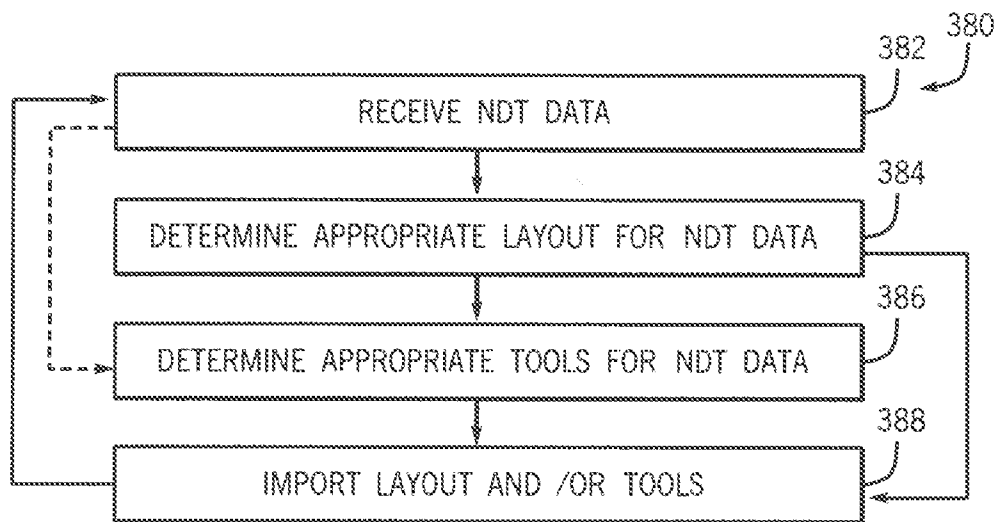 380
382
RECEIVE NDT DATA
384
DETERMINE APPROPRIATE LAYOUT FOR NDT DATA
386
DETERMINE APPROPRIATE TOOLS FOR NDT DATA
388
IMPORT LAYOUT AND /OR TOOLS